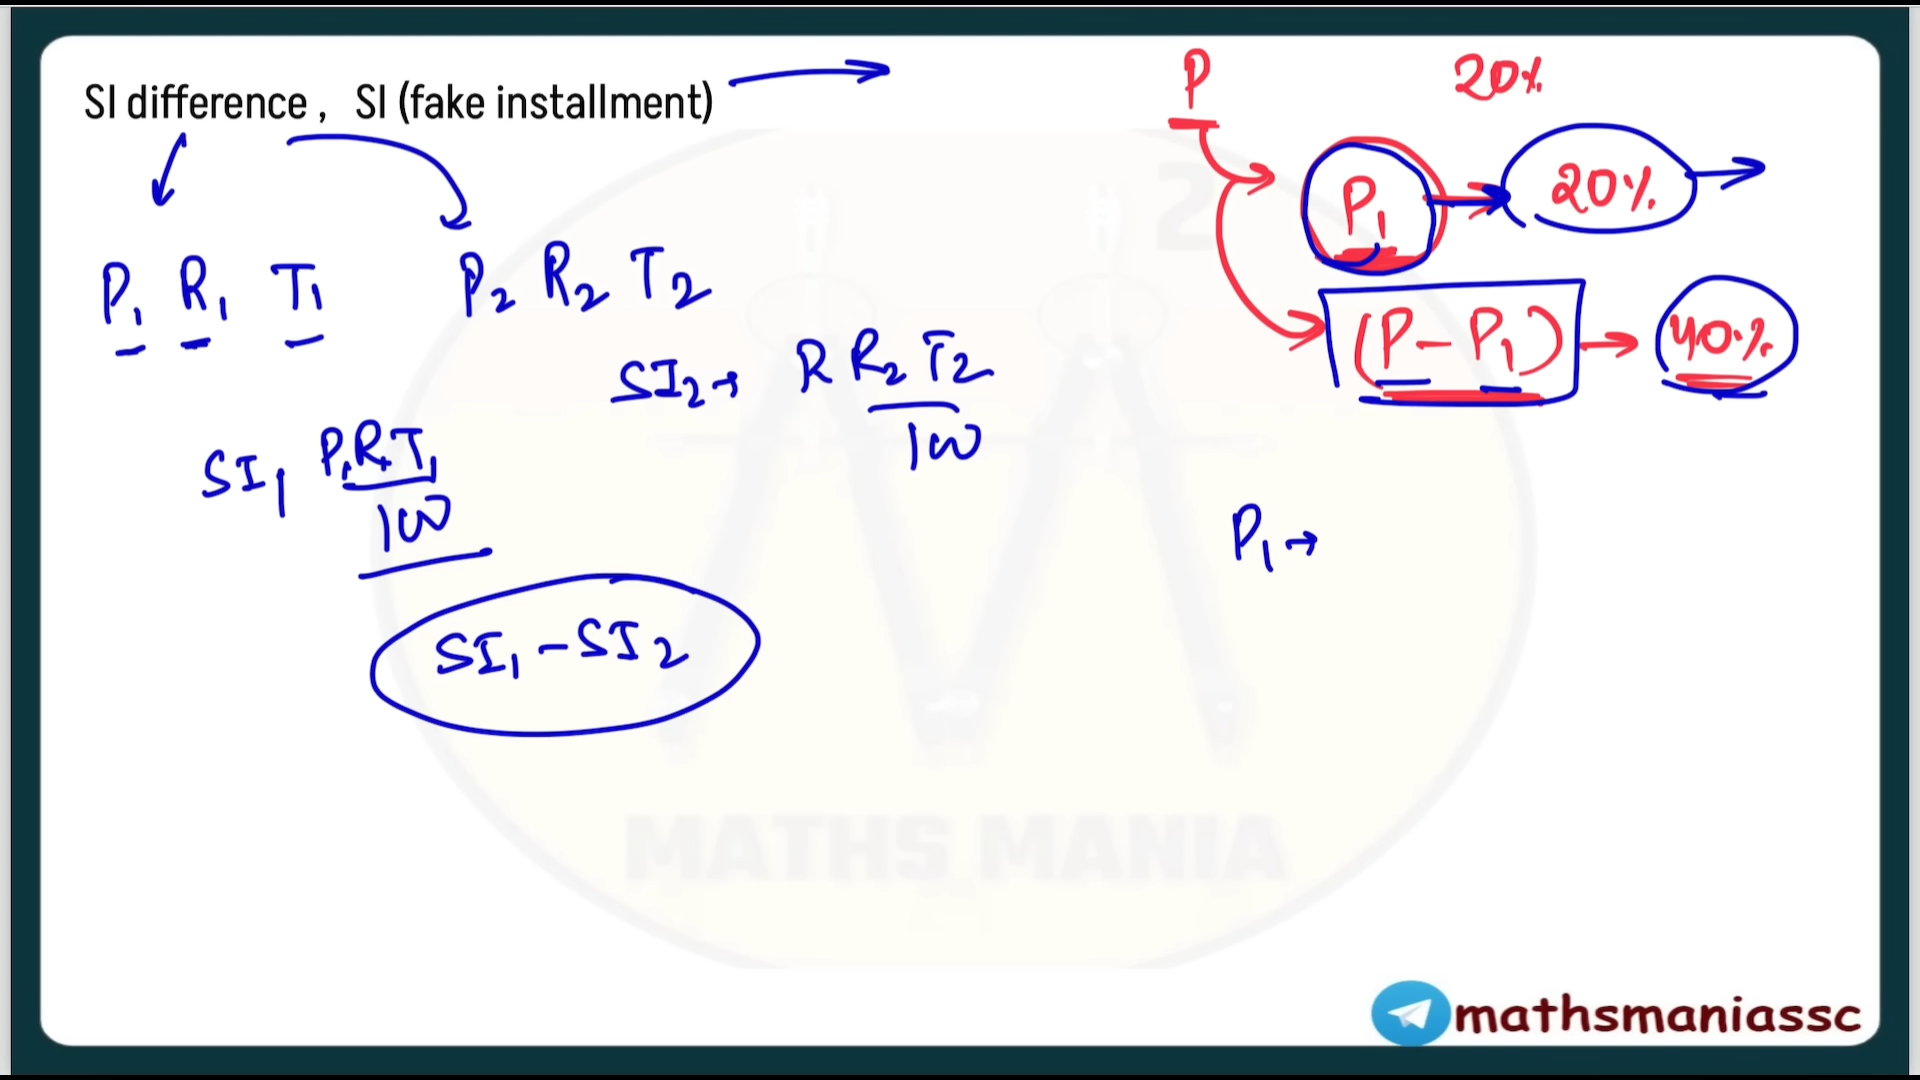 SI difference , SI (fake installment) →
P₁ R₁ T₁ P₂ R₂ T₂
SI₂ → R R₂ T₂
100
SI₁ P₁R₁T₁
100
SI₁ - SI₂
P 20%
P₁ → 20% →
(P - P₁) → 40%
P₁ →
2
MATHS MANIA
mathsmaniassc